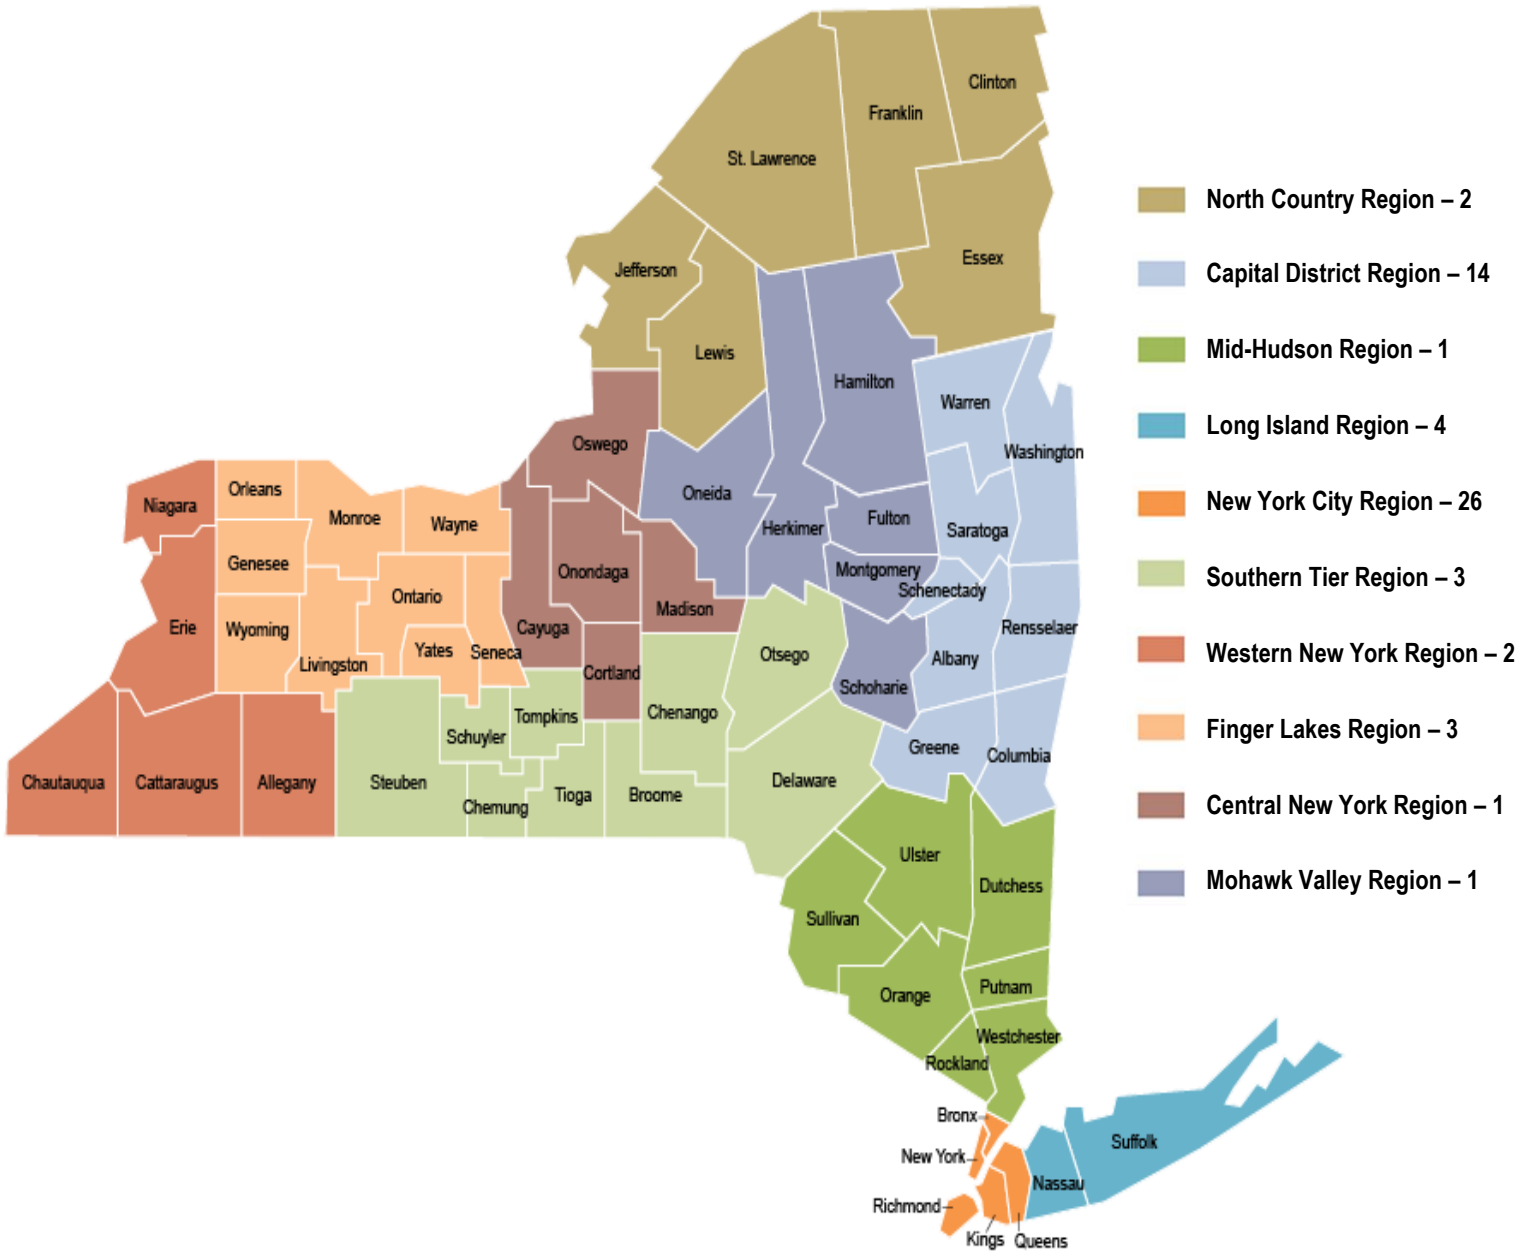 Clinton
Franklin
St. Lawrence
Essex
Jefferson
Lewis
Hamilton
Warren
Washington
Oswego
Oneida
Herkimer
Fulton
Saratoga
Niagara
Orleans
Monroe
Wayne
Genesee
Onondaga
Montgomery
Schenectady
Ontario
Madison
Erie
Wyoming
Cayuga
Rensselaer
Yates
Seneca
Livingston
Otsego
Albany
Cortland
Schoharie
Tompkins
Chenango
Schuyler
Greene
Columbia
Chautauqua
Cattaraugus
Allegany
Steuben
Chemung
Tioga
Broome
Delaware
Ulster
Dutchess
Sullivan
Orange
Putnam
Westchester
Rockland
Bronx
New York
Suffolk
Nassau
Richmond
Kings
Queens
North Country Region – 2
Capital District Region – 14
Mid-Hudson Region – 1
Long Island Region – 4
New York City Region – 26
Southern Tier Region – 3
Western New York Region – 2
Finger Lakes Region – 3
Central New York Region – 1
Mohawk Valley Region – 1